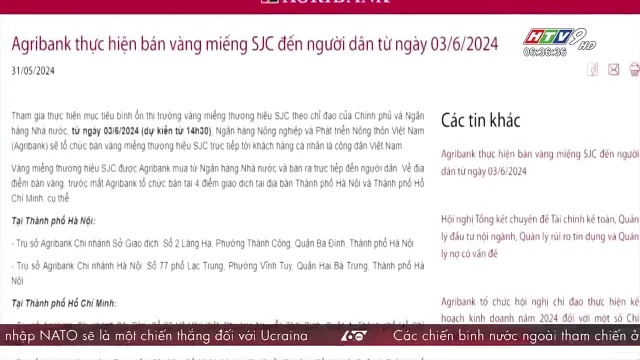 AGRIBANK
Agribank thực hiện bán vàng miếng SJC đến người dân từ ngày 03/6/2024
HTV9 HD
06:36:36
31/05/2024
Tham gia thực hiện mục tiêu bình ổn thị trường vàng miếng thương hiệu SJC theo chỉ đạo của Chính phủ và Ngân
hàng Nhà nước, từ ngày 03/6/2024 (dự kiến từ 14h30), Ngân hàng Nông nghiệp và Phát triển Nông thôn Việt Nam
(Agribank) sẽ tổ chức bán vàng miếng thương hiệu SJC trực tiếp tới khách hàng cá nhân là công dân Việt Nam
Vàng miếng thương hiệu SJC được Agribank mua từ Ngân hàng Nhà nước và bán ra trực tiếp đến người dân. Về địa
điểm bán vàng, trước mắt Agribank tổ chức bán tại 4 điểm giao dịch tại địa bàn Thành phố Hà Nội và Thành phố Hồ
Chí Minh, cụ thể
Tại Thành phố Hà Nội:
- Trụ sở Agribank Chi nhánh Sở Giao dịch Số 2 Láng Hạ, Phường Thành Công, Quận Ba Đình, Thành phố Hà Nội
- Trụ sở Agribank Chi nhánh Hà Nội Số 77 phố Lạc Trung, Phường Vĩnh Tuy, Quận Hai Bà Trưng, Thành phố Hà
Nội
Tại Thành phố Hồ Chí Minh:
Các tin khác
Agribank thực hiện bán vàng miếng SJC đến người
dân từ ngày 03/6/2024
Hội nghị Tổng kết chuyên đề Tài chính kế toán, Quản
lý đầu tư nội ngành, Quản lý rủi ro tín dụng và Quản
lý nợ có vấn đề
Agribank tổ chức hội nghị chỉ đạo thực hiện kế
hoạch kinh doanh năm 2024 đối với một số Chi
nhập NATO sẽ là một chiến thắng đối với Ucraina
Các chiến binh nước ngoài tham chiến ở